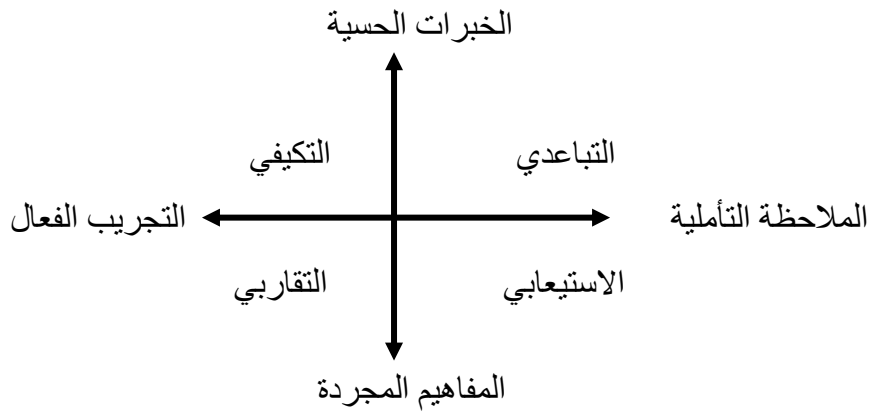 الخبرات الحسية
التباعدي
التكيفي
الملاحظة التأملية
التجريب الفعال
الاستيعابي
التقاربي
المفاهيم المجردة